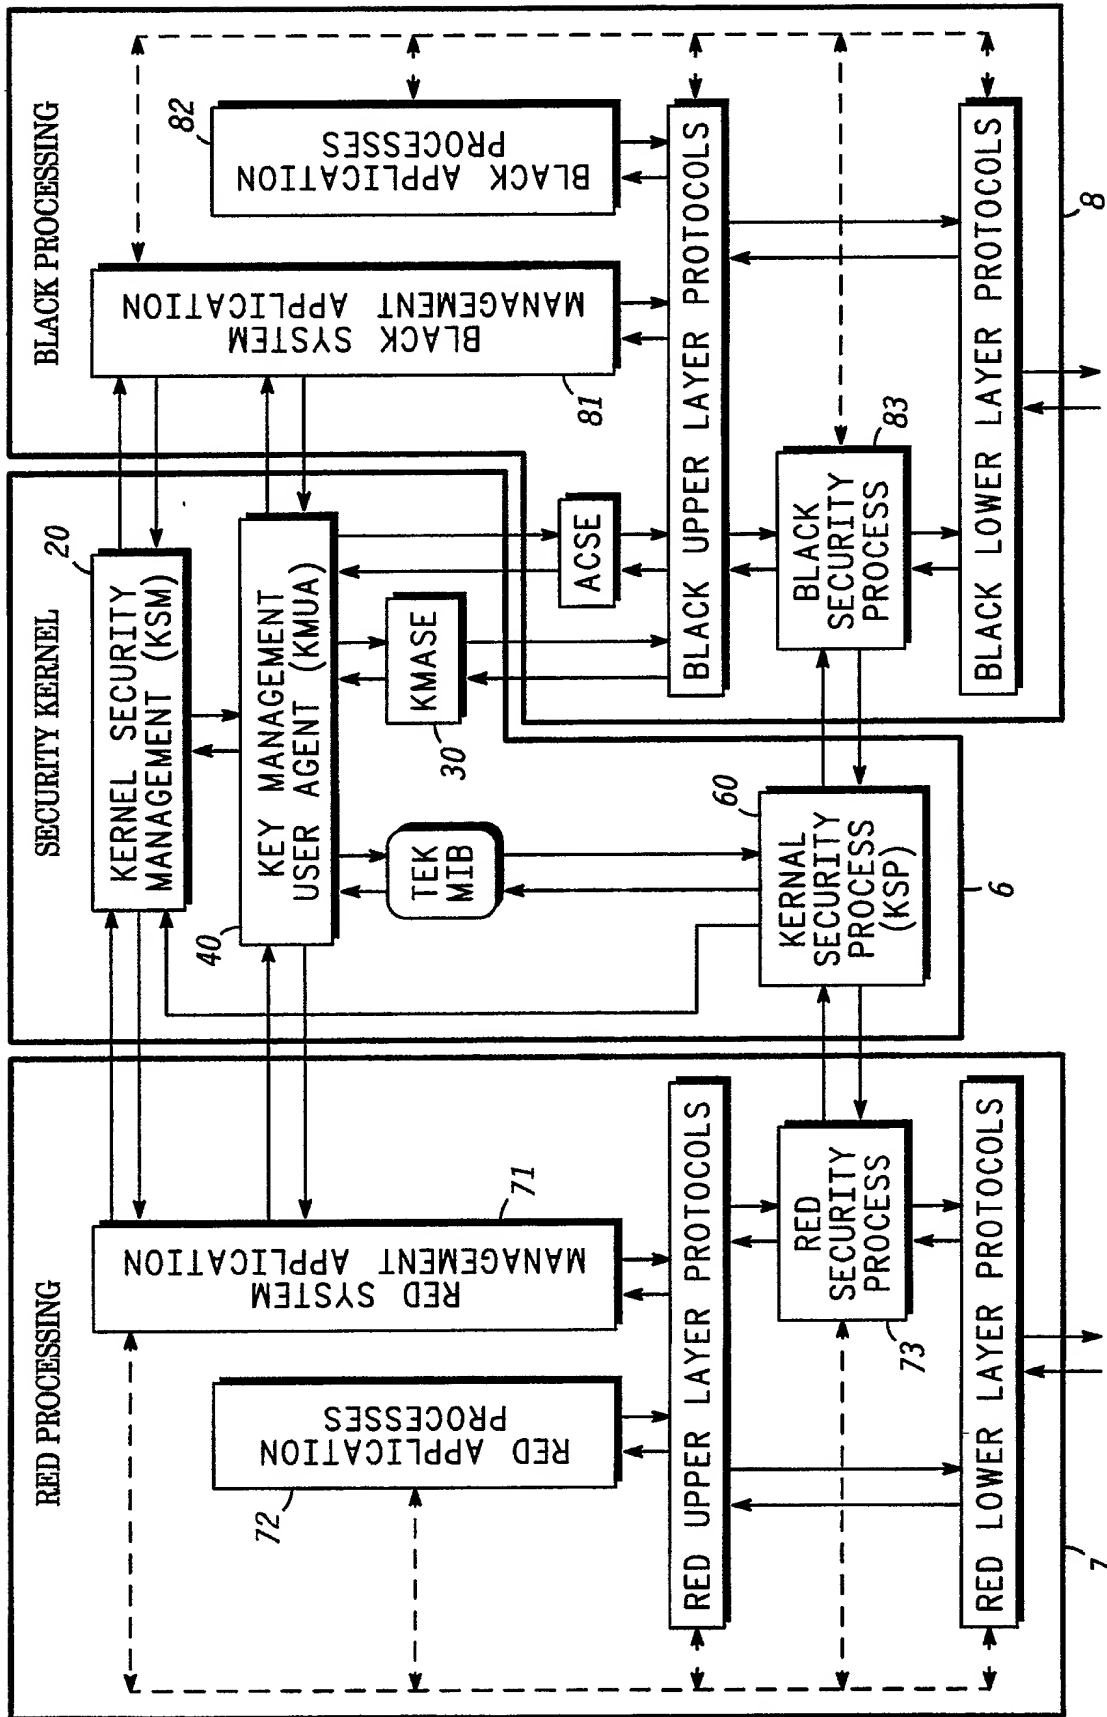 RED PROCESSING
72
RED APPLICATION
PROCESSES
RED SYSTEM
MANAGEMENT APPLICATION
71
RED UPPER LAYER PROTOCOLS
RED
SECURITY
PROCESS
73
RED LOWER LAYER PROTOCOLS
7
SECURITY KERNEL
KERNEL SECURITY
MANAGEMENT (KSM)
20
KEY MANAGEMENT
USER AGENT (KMUA)
40
TEK
MIB
KMASE
30
ACSE
KERNAL
SECURITY
PROCESS
(KSP)
60
6
BLACK PROCESSING
BLACK SYSTEM
MANAGEMENT APPLICATION
81
BLACK APPLICATION
PROCESSES
82
BLACK UPPER LAYER PROTOCOLS
BLACK
SECURITY
PROCESS
83
BLACK LOWER LAYER PROTOCOLS
8